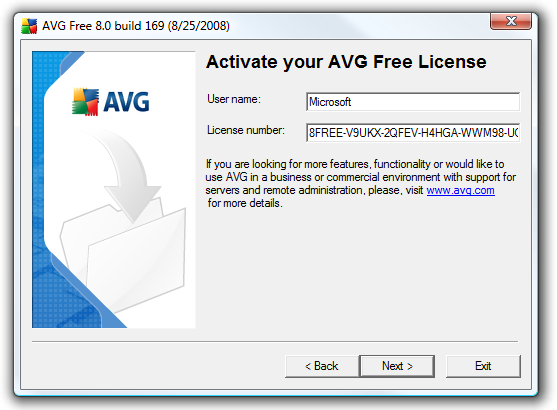 AVG Free 8.0 build 169 (8/25/2008)
Activate your AVG Free License
AVG
User name:
Microsoft
License number:
8FREE-V9UKX-2QFEV-H4HGA-WWM98-U
If you are looking for more features, functionality or would like to
use AVG in a business or commercial environment with support for
servers and remote administration, please, visit www.avg.com
for more details.
< Back
Next >
Exit